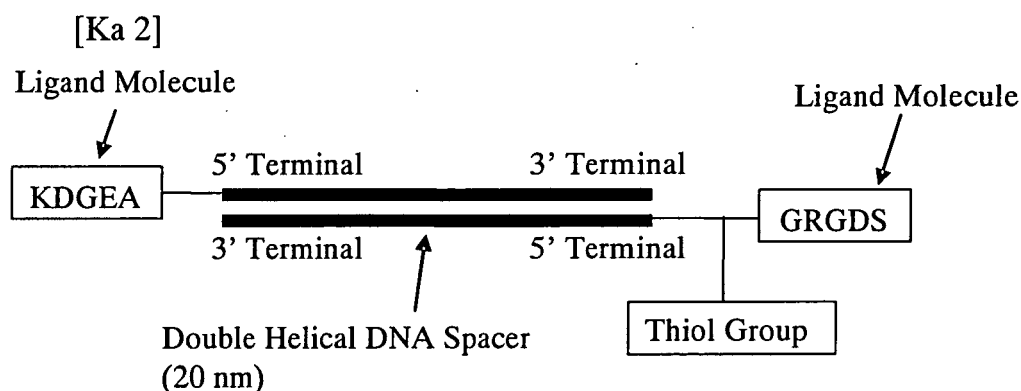 [Ka 2]
Ligand Molecule
Ligand Molecule
5' Terminal
3' Terminal
KDGEA
GRGDS
3' Terminal
5' Terminal
Thiol Group
Double Helical DNA Spacer
(20 nm)